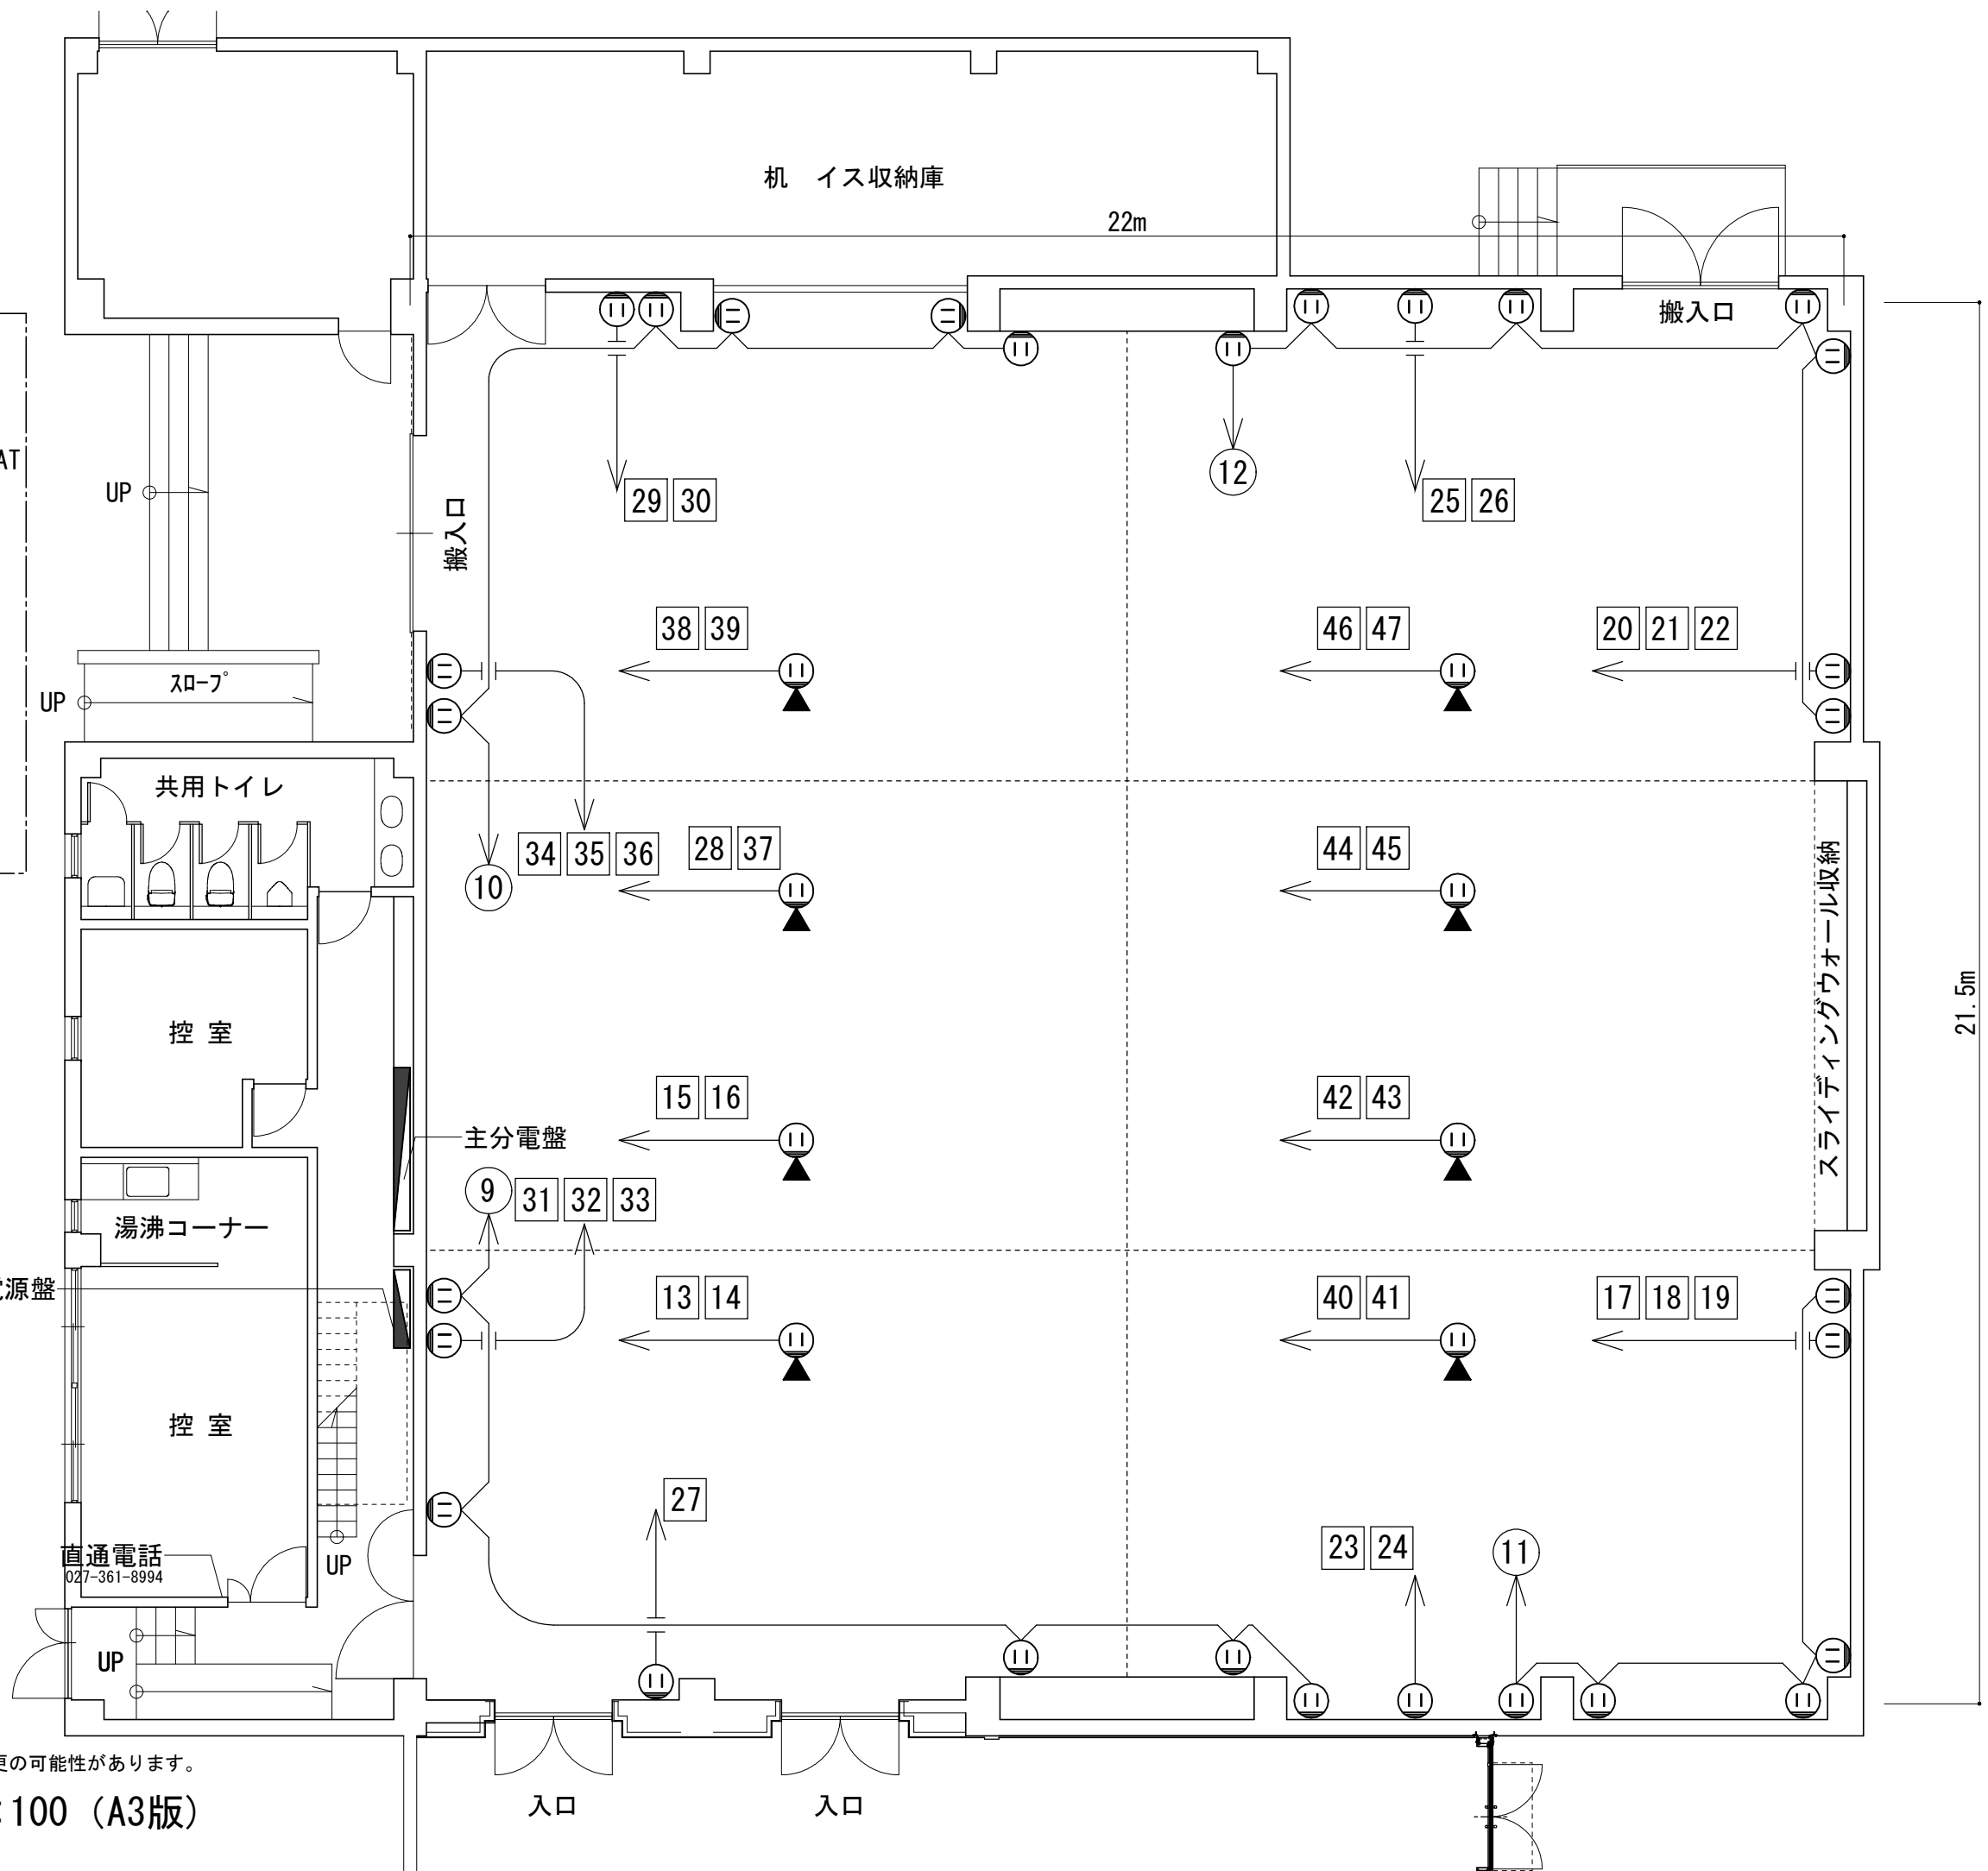 机 イス収納庫
22m
搬入口
AT
UP
搬入口
12
29 30
25 26
38 39
46 47
20 21 22
スロープ
UP
共用トイレ
34 35 36
28 37
44 45
10
スライディングウォール収納
21.5m
控室
15 16
42 43
主分電盤
9
31 32 33
湯沸コーナー
源盤
13 14
40 41
17 18 19
控室
27
23 24
11
直通電話
027-361-8994
UP
UP
更の可能性があります。
:100 (A3版)
入口
入口